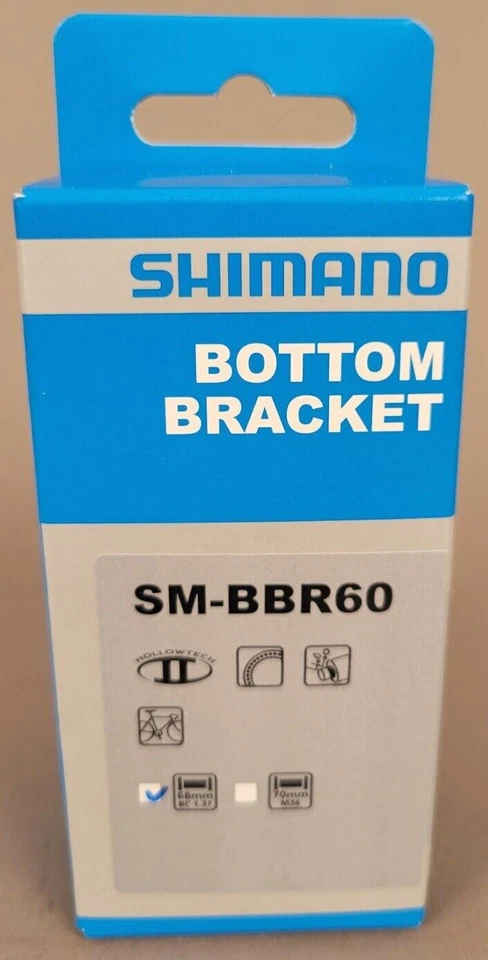 SHIMANO
BOTTOM
BRACKET
SM-BBR60
HOLLOWTECH
II
68mm
BC 1.37
70mm
M36